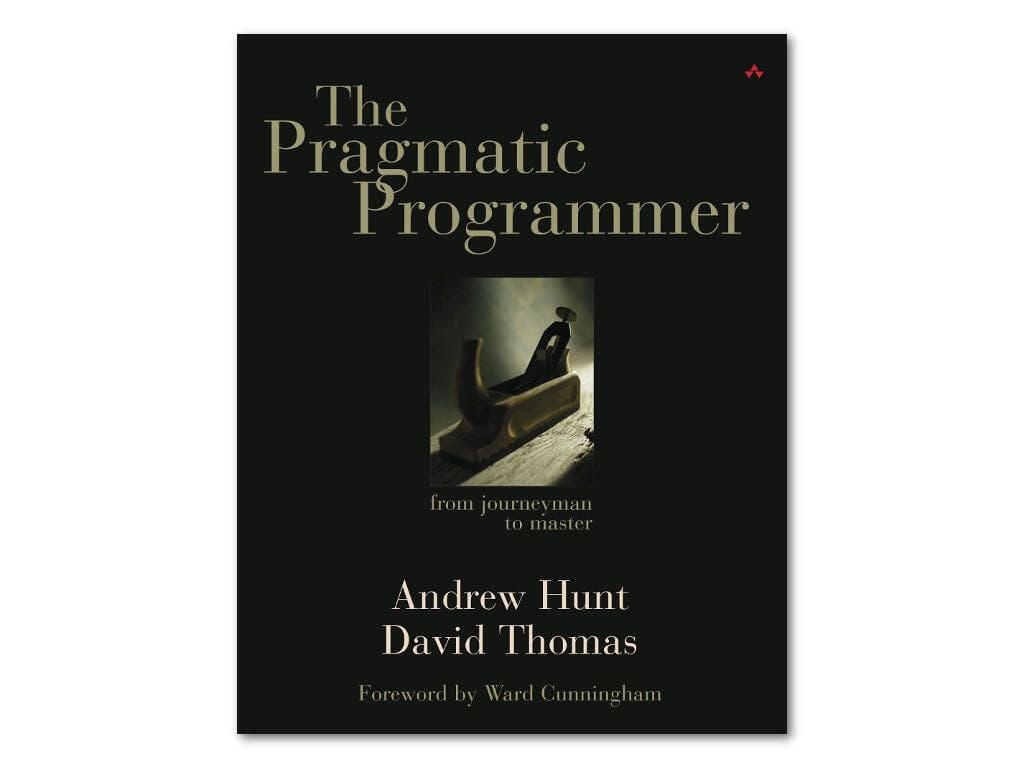 The
Pragmatic
Programmer
from journeyman
to master
Andrew Hunt
David Thomas
Foreword by Ward Cunningham